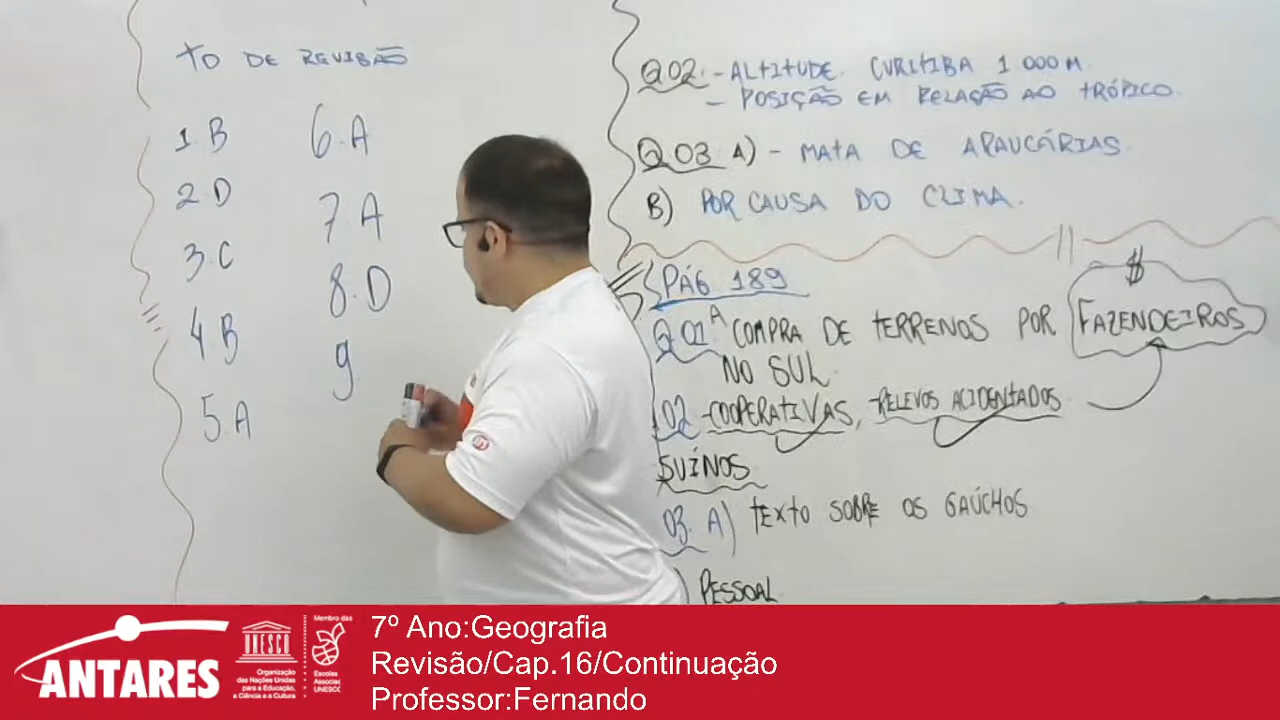 TO DE REVISÃO
1.B
2.D
3.C
4.B
5.A
6.A
7.A
8.D
9
Q02. - ALTITUDE. CURITIBA 1 000 M.
- POSIÇÃO EM RELAÇÃO AO TRÓPICO.
Q03 A) - MATA DE ARAUCÁRIAS.
B) POR CAUSA DO CLIMA.
PÁG 189
$
Q.01 A COMPRA DE TERRENOS POR FAZENDEIROS
NO SUL.
02 - COOPERATIVAS, RELEVOS ACIDENTADOS
SUÍNOS
03. A) TEXTO SOBRE OS GAÚCHOS
) PESSOAL
ANTARES
UNESCO
Organização
das Nações Unidas
para a Educação,
a Ciência e a Cultura
Membro das
Escolas
Associadas
UNESCO
7º Ano:Geografia
Revisão/Cap.16/Continuação
Professor:Fernando